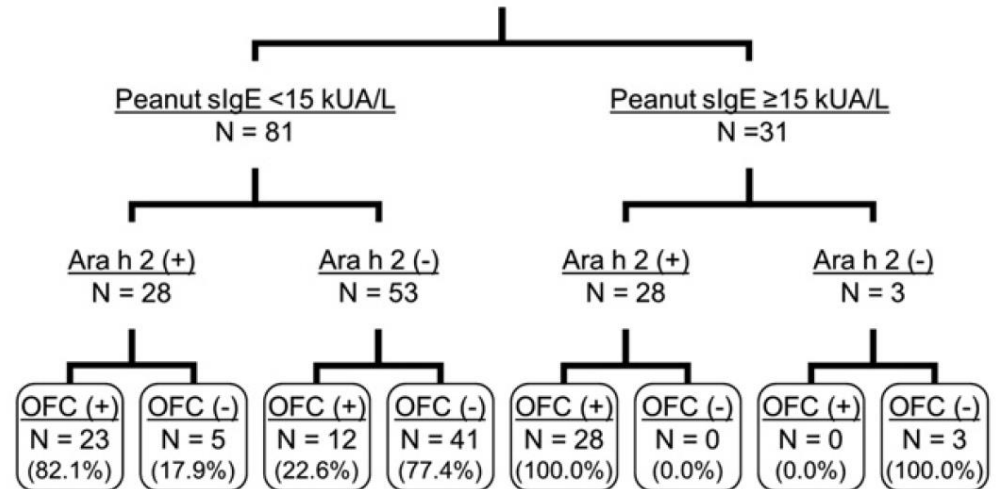 Peanut sIgE <15 kUA/L
N = 81
Peanut sIgE ≥15 kUA/L
N =31
Ara h 2 (+)
N = 28
Ara h 2 (-)
N = 53
Ara h 2 (+)
N = 28
Ara h 2 (-)
N = 3
OFC (+)
N = 23
(82.1%)
OFC (-)
N = 5
(17.9%)
OFC (+)
N = 12
(22.6%)
OFC (-)
N = 41
(77.4%)
OFC (+)
N = 28
(100.0%)
OFC (-)
N = 0
(0.0%)
OFC (+)
N = 0
(0.0%)
OFC (-)
N = 3
(100.0%)